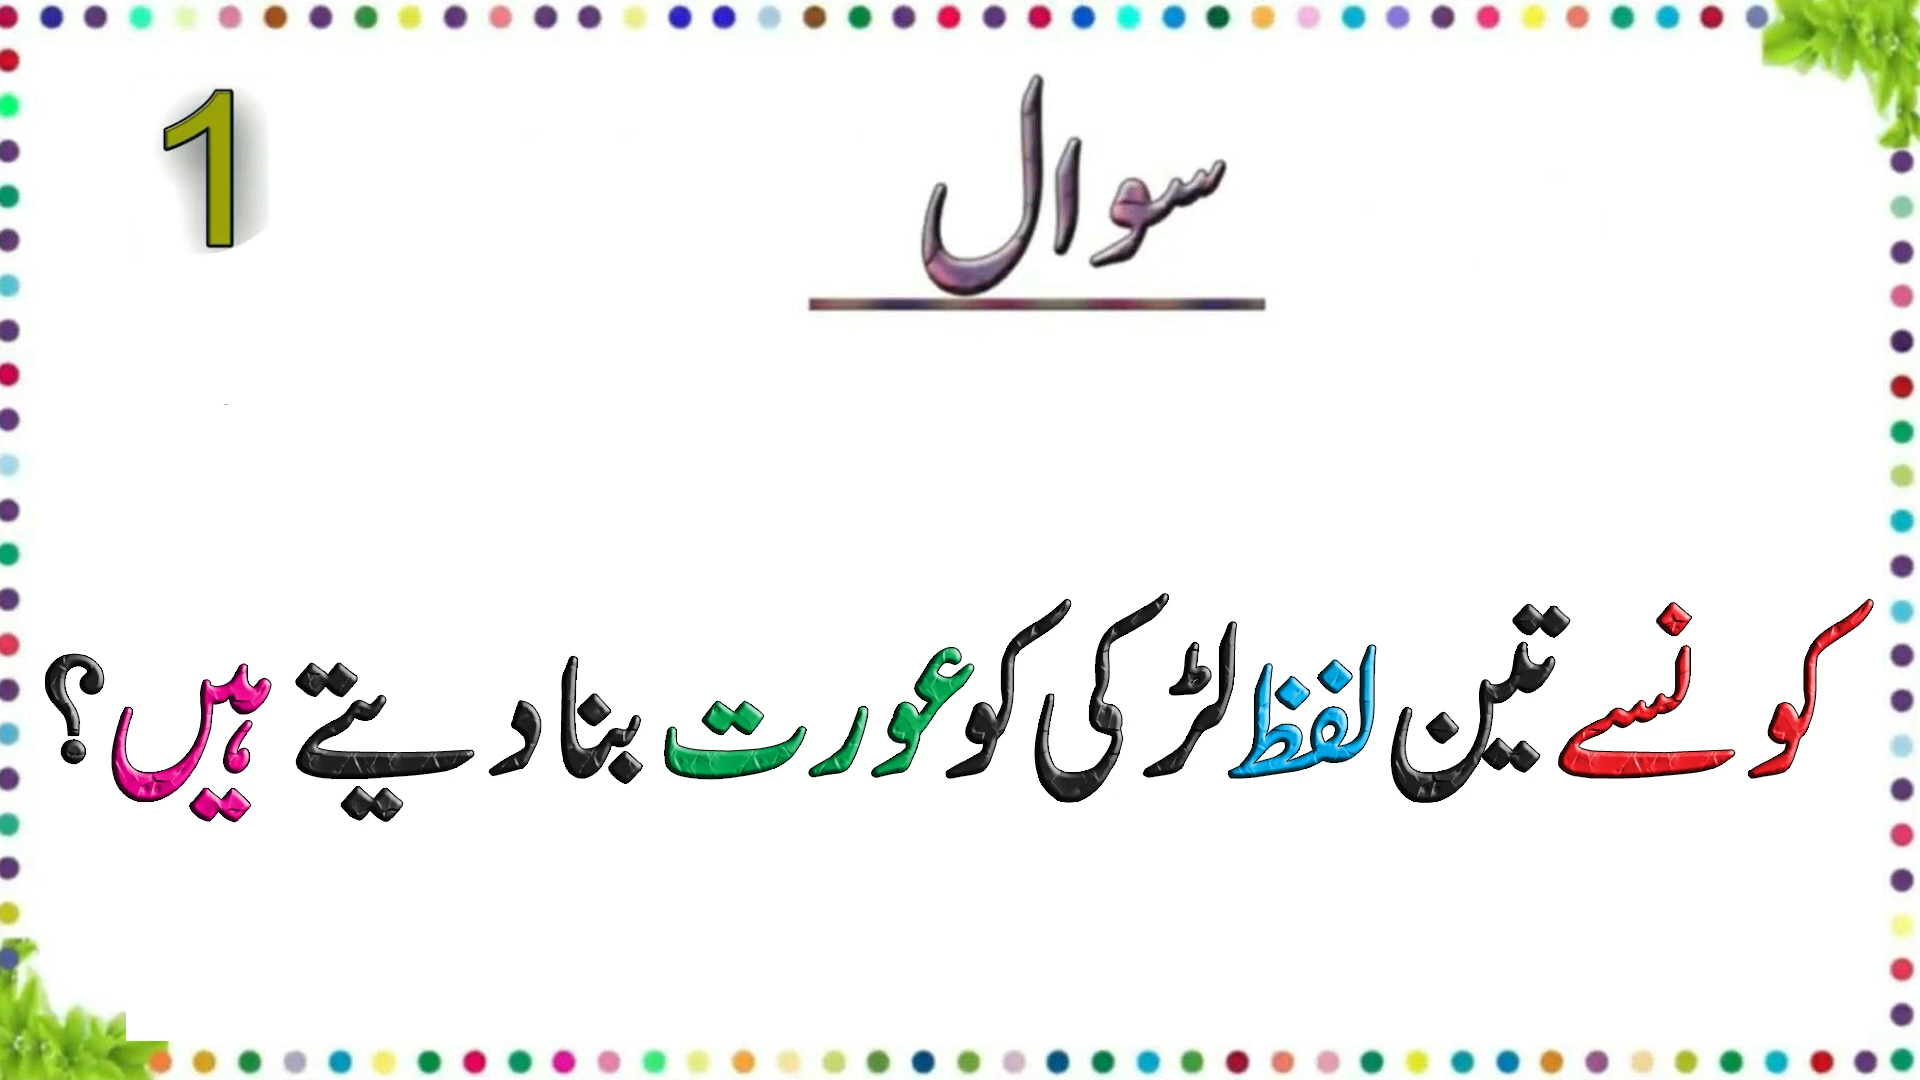 1
سوال
کونسے تین لفظ لڑکی کو عورت بنا دیتے ہیں؟